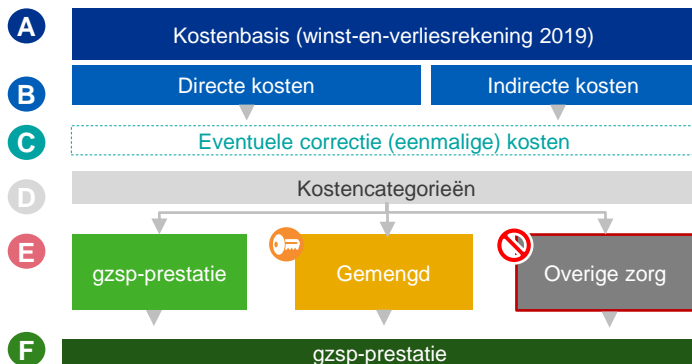 A
Kostenbasis (winst-en-verliesrekening 2019)
B
Directe kosten
Indirecte kosten
C
Eventuele correctie (eenmalige) kosten
D
Kostencategorieën
E
gzsp-prestatie
Gemengd
Overige zorg
F
gzsp-prestatie